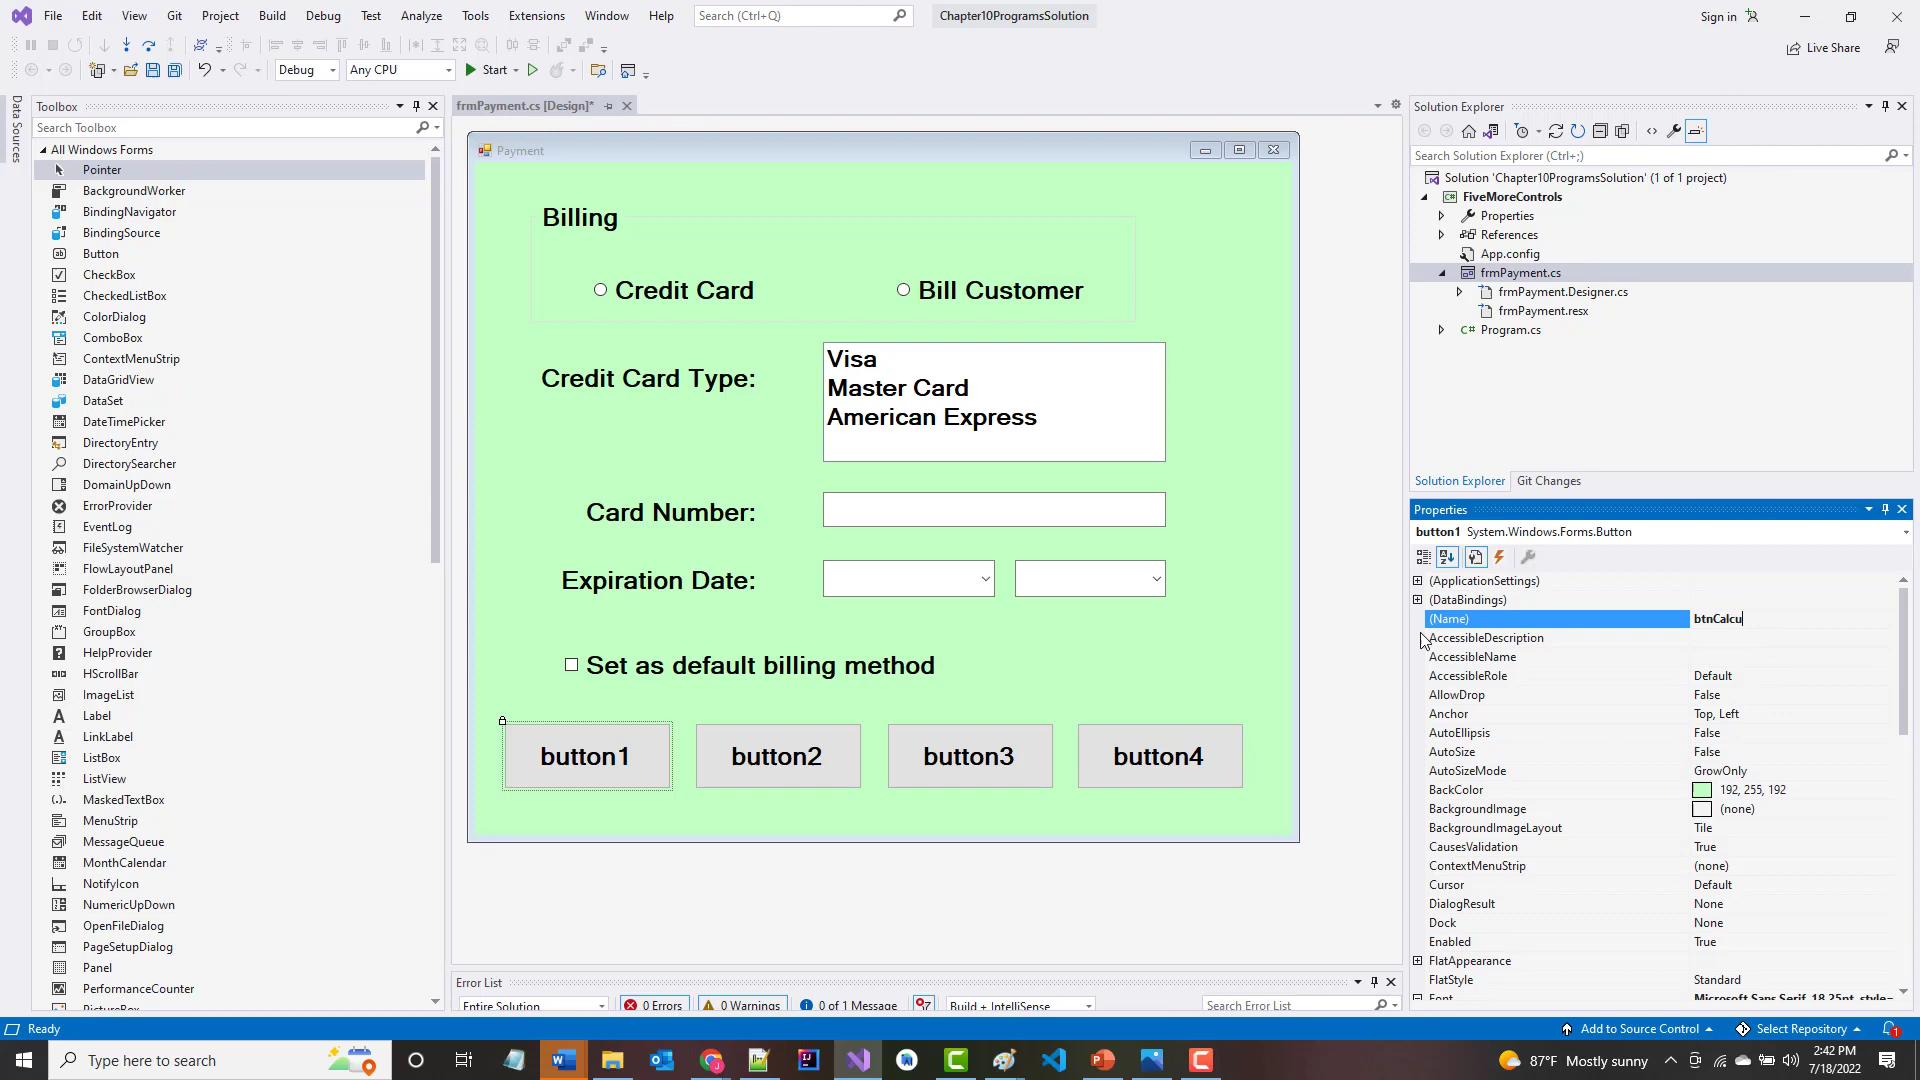 File Edit View Git Project Build Debug Test Analyze Tools Extensions Window Help Search (Ctrl+Q) Chapter10ProgramsSolution Sign in
Live Share
Debug Any CPU Start
Data Sources
Toolbox
Search Toolbox
All Windows Forms
Pointer
BackgroundWorker
BindingNavigator
BindingSource
Button
CheckBox
CheckedListBox
ColorDialog
ComboBox
ContextMenuStrip
DataGridView
DataSet
DateTimePicker
DirectoryEntry
DirectorySearcher
DomainUpDown
ErrorProvider
EventLog
FileSystemWatcher
FlowLayoutPanel
FolderBrowserDialog
FontDialog
GroupBox
HelpProvider
HScrollBar
ImageList
Label
LinkLabel
ListBox
ListView
MaskedTextBox
MenuStrip
MessageQueue
MonthCalendar
NotifyIcon
NumericUpDown
OpenFileDialog
PageSetupDialog
Panel
PerformanceCounter
PictureBox
frmPayment.cs [Design]*
Payment
Billing
Credit Card Bill Customer
Credit Card Type:
Visa
Master Card
American Express
Card Number:
Expiration Date:
Set as default billing method
button1 button2 button3 button4
Error List
Entire Solution 0 Errors 0 Warnings 0 of 1 Message Build + IntelliSense Search Error List
Solution Explorer
Search Solution Explorer (Ctrl+;)
Solution 'Chapter10ProgramsSolution' (1 of 1 project)
FiveMoreControls
Properties
References
App.config
frmPayment.cs
frmPayment.Designer.cs
frmPayment.resx
C# Program.cs
Solution Explorer Git Changes
Properties
button1 System.Windows.Forms.Button
(ApplicationSettings)
(DataBindings)
(Name) btnCalcu
AccessibleDescription
AccessibleName
AccessibleRole Default
AllowDrop False
Anchor Top, Left
AutoEllipsis False
AutoSize False
AutoSizeMode GrowOnly
BackColor 192, 255, 192
BackgroundImage (none)
BackgroundImageLayout Tile
CausesValidation True
ContextMenuStrip (none)
Cursor Default
DialogResult None
Dock None
Enabled True
FlatAppearance
FlatStyle Standard
Font Microsoft Sans Serif, 18.25pt, style=
Ready Add to Source Control Select Repository 1
Type here to search 87°F Mostly sunny 2:42 PM
7/18/2022